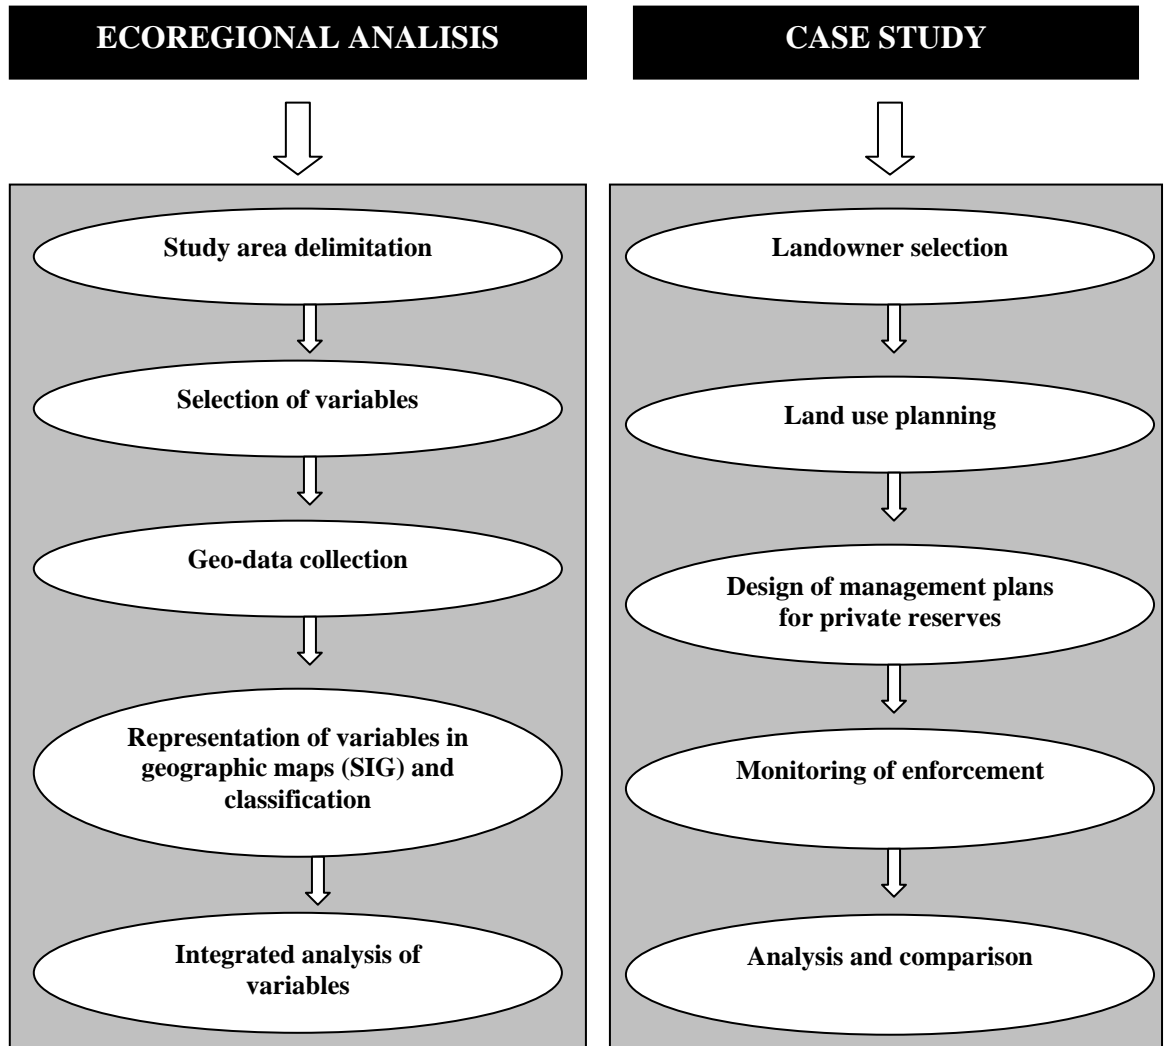 ECOREGIONAL ANALISIS
Study area delimitation
Selection of variables
Geo-data collection
Representation of variables in
geographic maps (SIG) and
classification
Integrated analysis of
variables
CASE STUDY
Landowner selection
Land use planning
Design of management plans
for private reserves
Monitoring of enforcement
Analysis and comparison